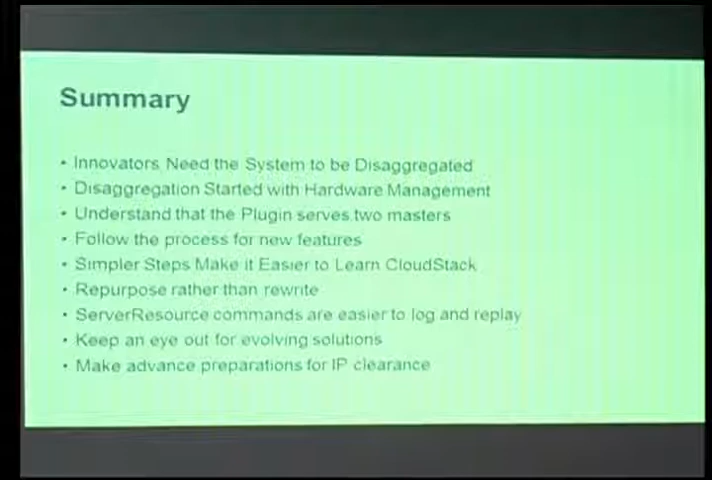 Summary
• Innovators Need the System to be Disaggregated
• Disaggregation Started with Hardware Management
• Understand that the Plugin serves two masters
• Follow the process for new features
• Simpler Steps Make it Easier to Learn CloudStack
• Repurpose rather than rewrite
• ServerResource commands are easier to log and replay
• Keep an eye out for evolving solutions
• Make advance preparations for IP clearance